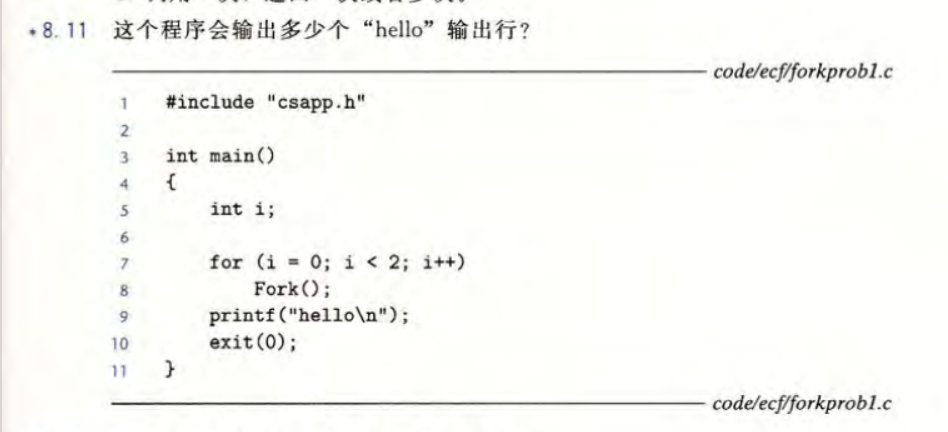 *8.11 这个程序会输出多少个“hello”输出行？
code/ecf/forkprob1.c
1 #include "csapp.h"
2
3 int main()
4 {
5     int i;
6
7     for (i = 0; i < 2; i++)
8         Fork();
9     printf("hello\n");
10     exit(0);
11 }
code/ecf/forkprob1.c